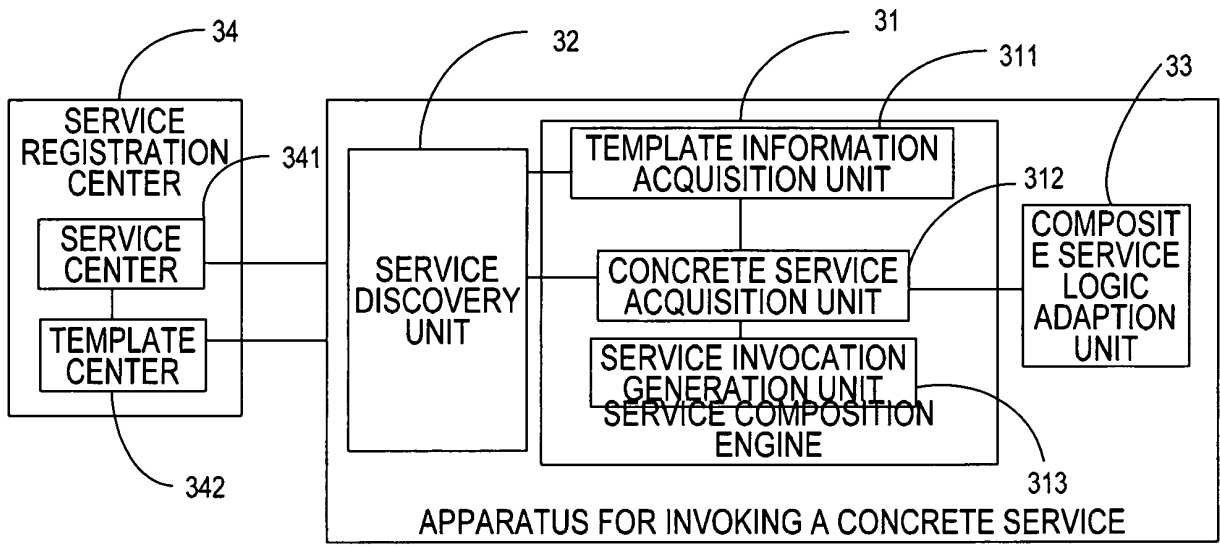 34
32
31
311
33
SERVICE
REGISTRATION
CENTER
341
SERVICE
CENTER
TEMPLATE
CENTER
342
SERVICE
DISCOVERY
UNIT
TEMPLATE INFORMATION
ACQUISITION UNIT
312
CONCRETE SERVICE
ACQUISITION UNIT
SERVICE INVOCATION
GENERATION UNIT
SERVICE COMPOSITION
ENGINE
313
COMPOSIT
E SERVICE
LOGIC
ADAPTION
UNIT
APPARATUS FOR INVOKING A CONCRETE SERVICE